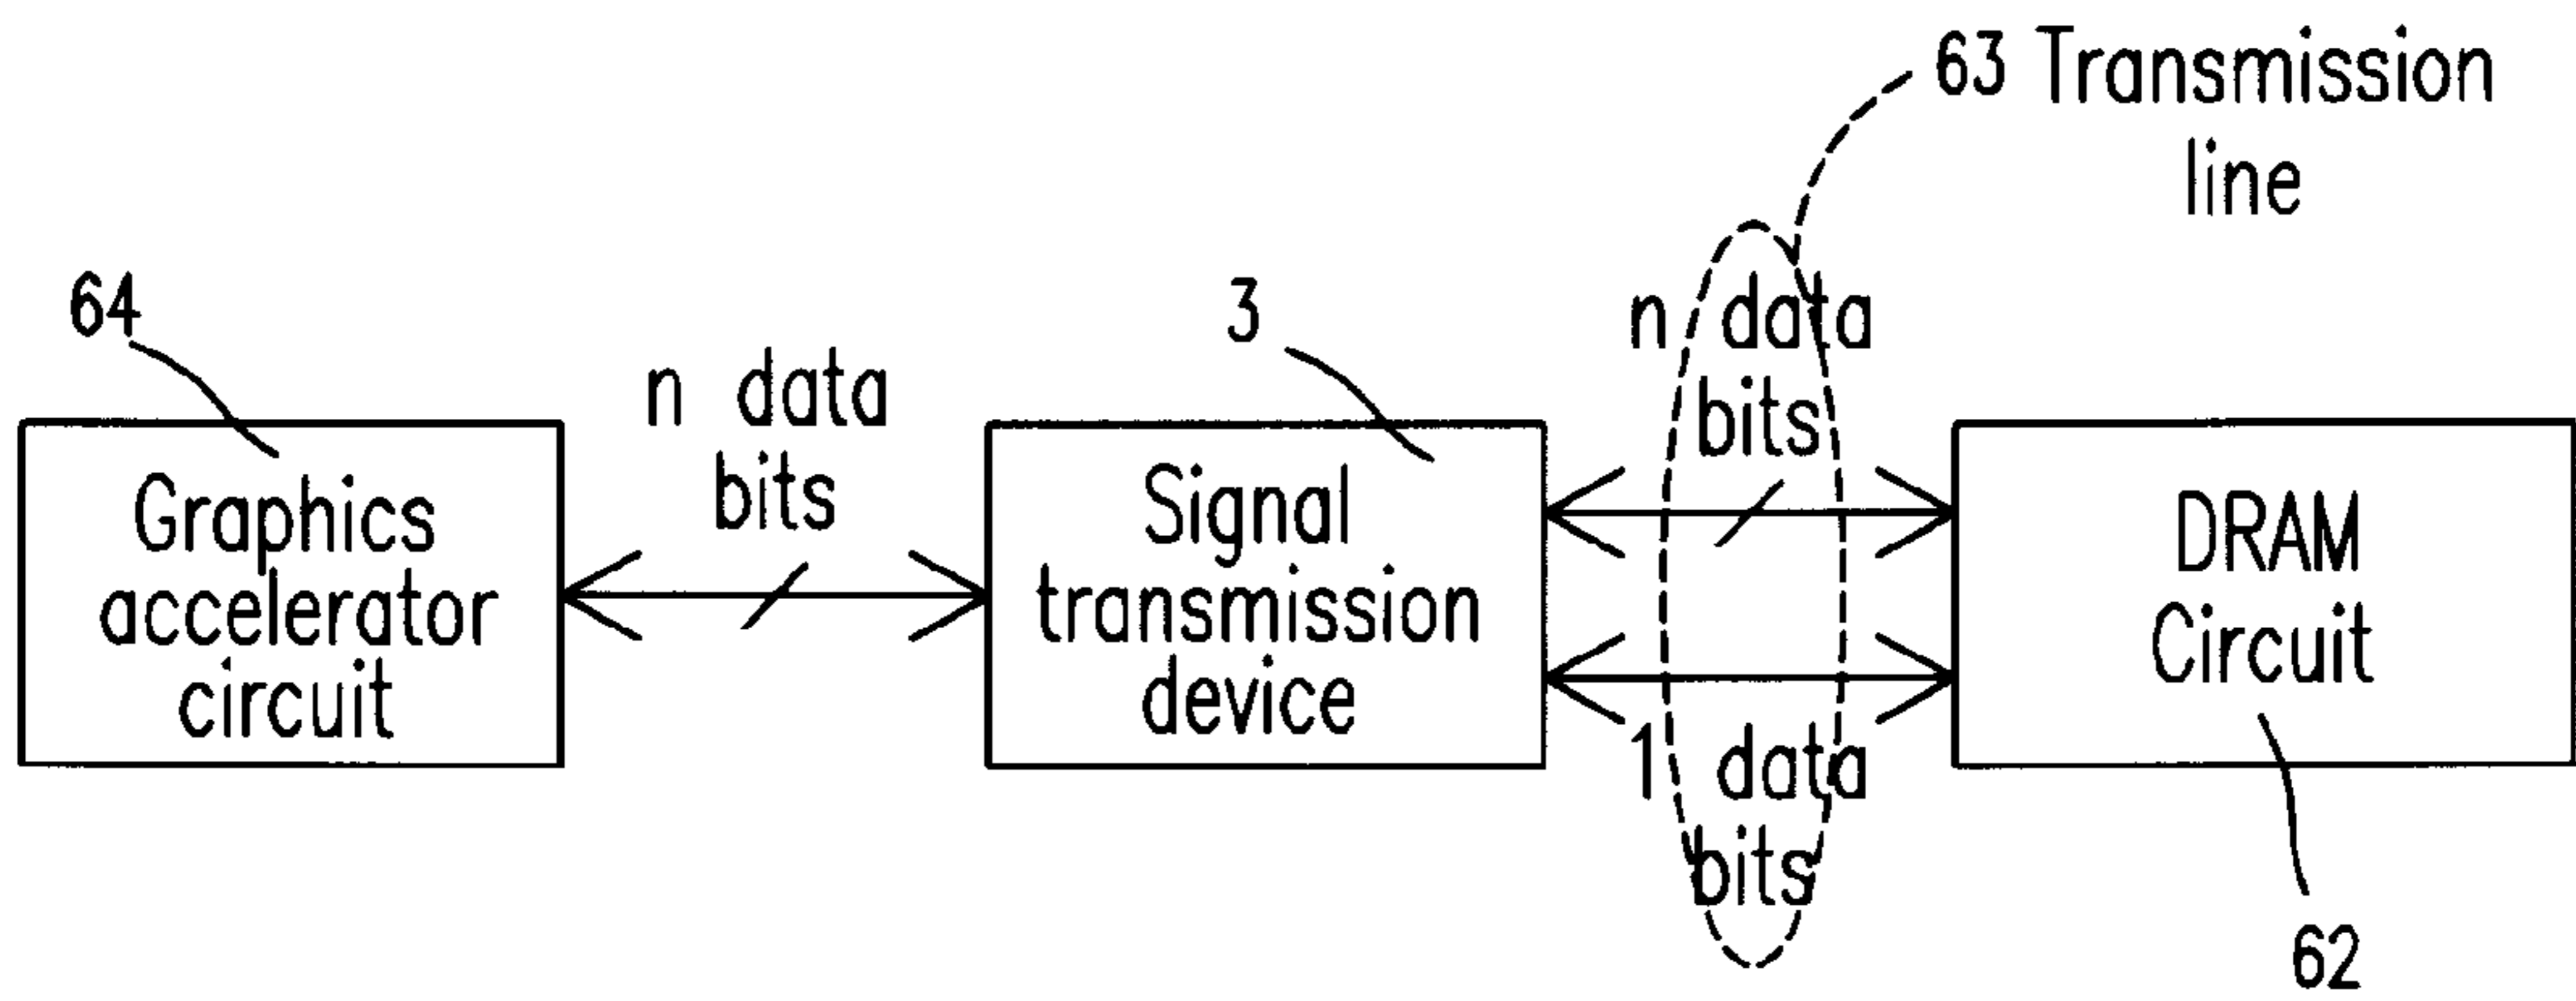 63 Transmission
line
64
n data
bits
3
n data
bits
Graphics
accelerator
circuit
Signal
transmission
device
DRAM
Circuit
1 data
bits
62